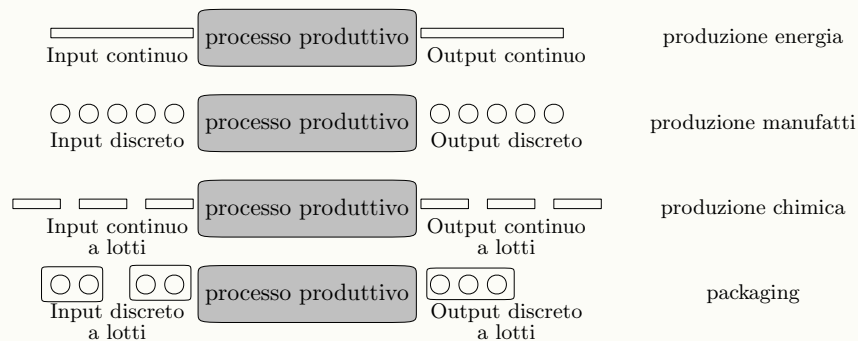 processo produttivo
Input continuo
Output continuo
produzione energia
processo produttivo
Input discreto
Output discreto
produzione manufatti
processo produttivo
Input continuo
a lotti
Output continuo
a lotti
produzione chimica
processo produttivo
Input discreto
a lotti
Output discreto
a lotti
packaging